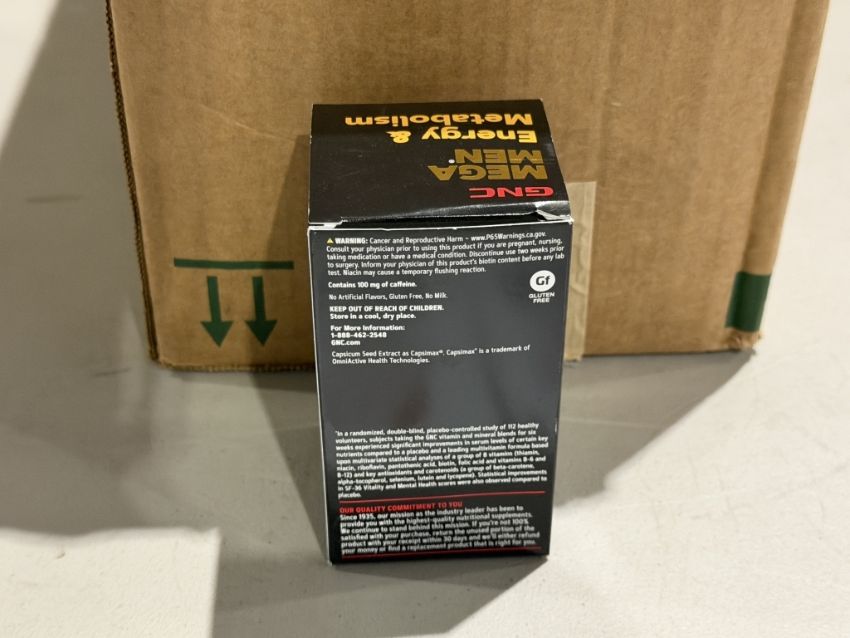 GNC
MEGA
MEN®
Energy &
Metabolism
WARNING: Cancer and Reproductive Harm - www.P65Warnings.ca.gov.
Consult your physician prior to using this product if you are pregnant, nursing,
taking medication or have a medical condition. Discontinue use two weeks prior
to surgery. Inform your physician of this product's biotin content before any lab
test. Niacin may cause a temporary flushing reaction.
Contains 100 mg of caffeine.
No Artificial Flavors, Gluten Free, No Milk.
KEEP OUT OF REACH OF CHILDREN.
Store in a cool, dry place.
For More Information:
1-888-462-2548
GNC.com
Capsicum Seed Extract as Capsimax®. Capsimax® is a trademark of
OmniActive Health Technologies.
Gf
GLUTEN
FREE
*In a randomized, double-blind, placebo-controlled study of 112 healthy
volunteers, subjects taking the GNC vitamin and mineral blends for six
weeks experienced significant improvements in serum levels of certain key
nutrients compared to a placebo and a leading multivitamin formula based
upon multivariate statistical analyses of a group of B vitamins (thiamin,
niacin, riboflavin, pantothenic acid, biotin, folic acid and vitamins B-6 and
B-12) and key antioxidants and carotenoids (a group of beta-carotene,
alpha-tocopherol, selenium, lutein and lycopene). Statistical improvements
in SF-36 Vitality and Mental Health scores were also observed compared to
placebo.
OUR QUALITY COMMITMENT TO YOU
Since 1935, our mission as the industry leader has been to
provide you with the highest-quality nutritional supplements.
We continue to stand behind this mission. If you're not 100%
satisfied with your purchase, return the unused portion of the
product with your receipt within 30 days and we'll either refund
your money or find a replacement product that is right for you.